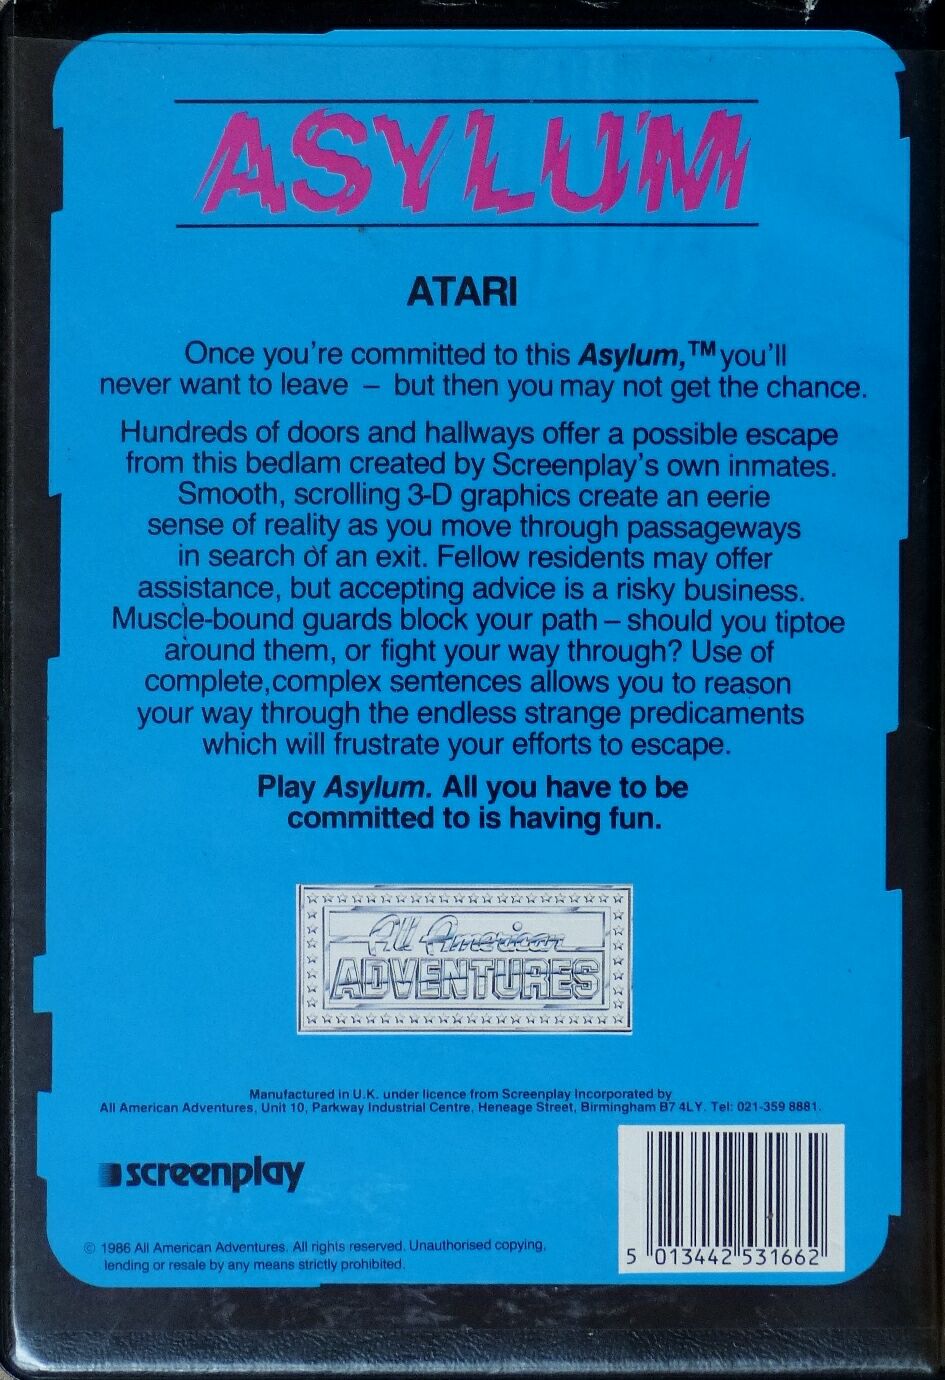 ASYLUM
ATARI
Once you're committed to this Asylum,™ you'll
never want to leave – but then you may not get the chance.
Hundreds of doors and hallways offer a possible escape
from this bedlam created by Screenplay's own inmates.
Smooth, scrolling 3-D graphics create an eerie
sense of reality as you move through passageways
in search of an exit. Fellow residents may offer
assistance, but accepting advice is a risky business.
Muscle-bound guards block your path – should you tiptoe
around them, or fight your way through? Use of
complete, complex sentences allows you to reason
your way through the endless strange predicaments
which will frustrate your efforts to escape.
Play Asylum. All you have to be
committed to is having fun.
All American
ADVENTURES
Manufactured in U.K. under licence from Screenplay Incorporated by
All American Adventures, Unit 10, Parkway Industrial Centre, Heneage Street, Birmingham B7 4LY. Tel: 021-359 8881.
screenplay
© 1986 All American Adventures. All rights reserved. Unauthorised copying,
lending or resale by any means strictly prohibited.
5 013442 531662